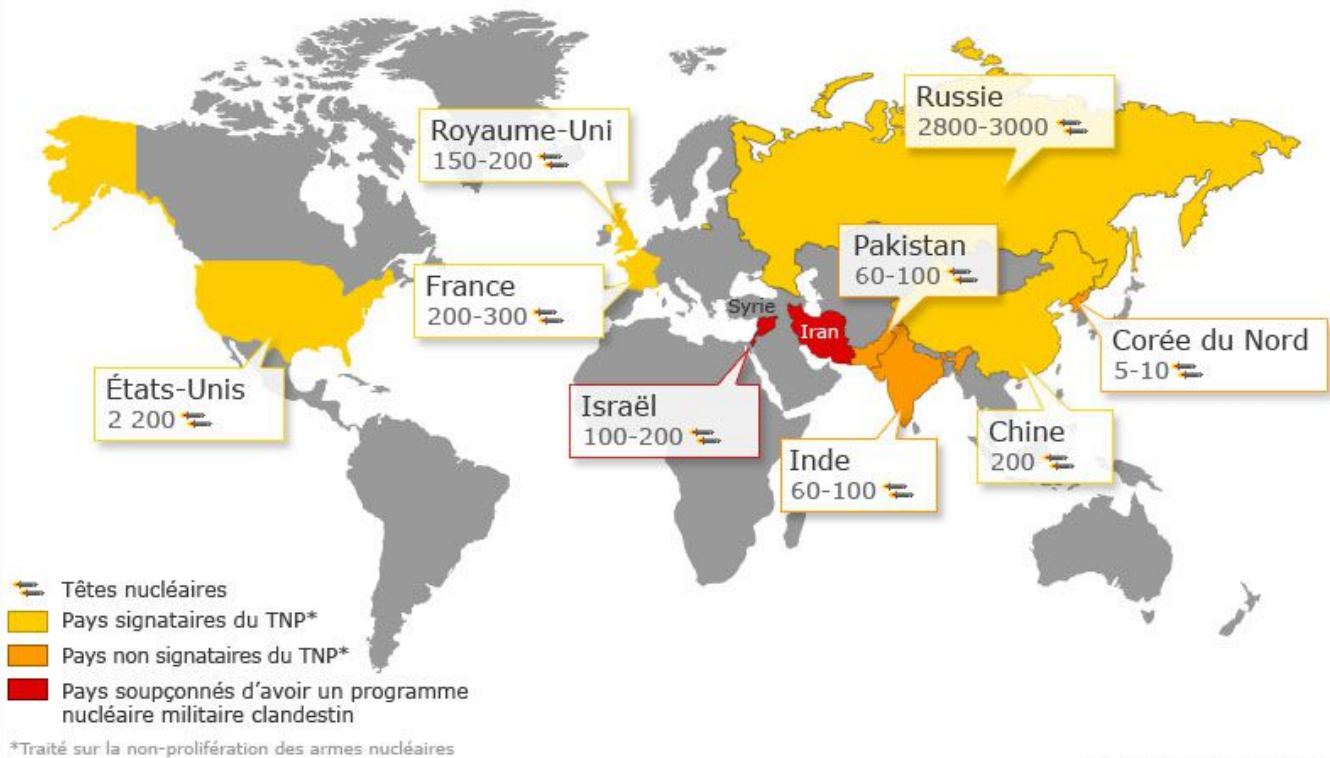 Russie
2800-3000
Royaume-Uni
150-200
Pakistan
60-100
France
200-300
Syrie
Iran
Corée du Nord
5-10
États-Unis
2 200
Israël
100-200
Chine
200
Inde
60-100
Têtes nucléaires
Pays signataires du TNP*
Pays non signataires du TNP*
Pays soupçonnés d'avoir un programme
nucléaire militaire clandestin
*Traité sur la non-prolifération des armes nucléaires